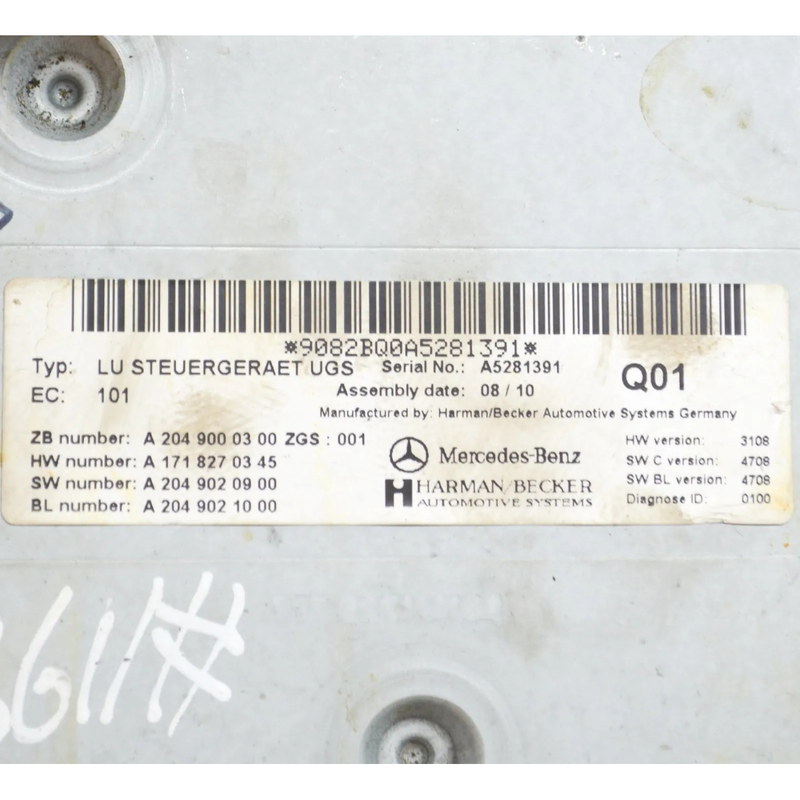 *9082BQ0A5281391*
Typ: LU STEUERGERAET UGS Serial No.: A5281391
EC: 101 Assembly date: 08 / 10 Q01
Manufactured by: Harman/Becker Automotive Systems Germany
ZB number: A 204 900 03 00 ZGS : 001
HW number: A 171 827 03 45
SW number: A 204 902 09 00
BL number: A 204 902 10 00
Mercedes-Benz
HARMAN/BECKER
AUTOMOTIVE SYSTEMS
HW version: 3108
SW C version: 4708
SW BL version: 4708
Diagnose ID: 0100